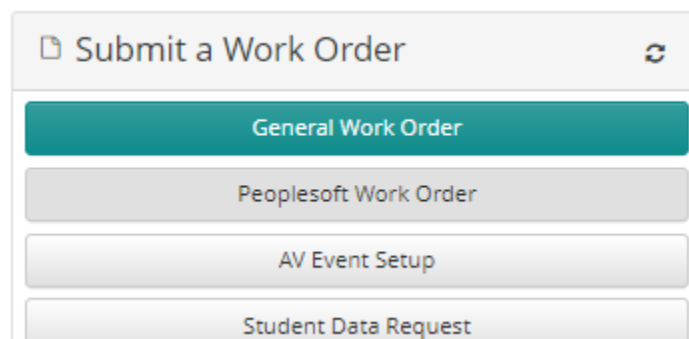 Submit a Work Order
General Work Order
Peoplesoft Work Order
AV Event Setup
Student Data Request